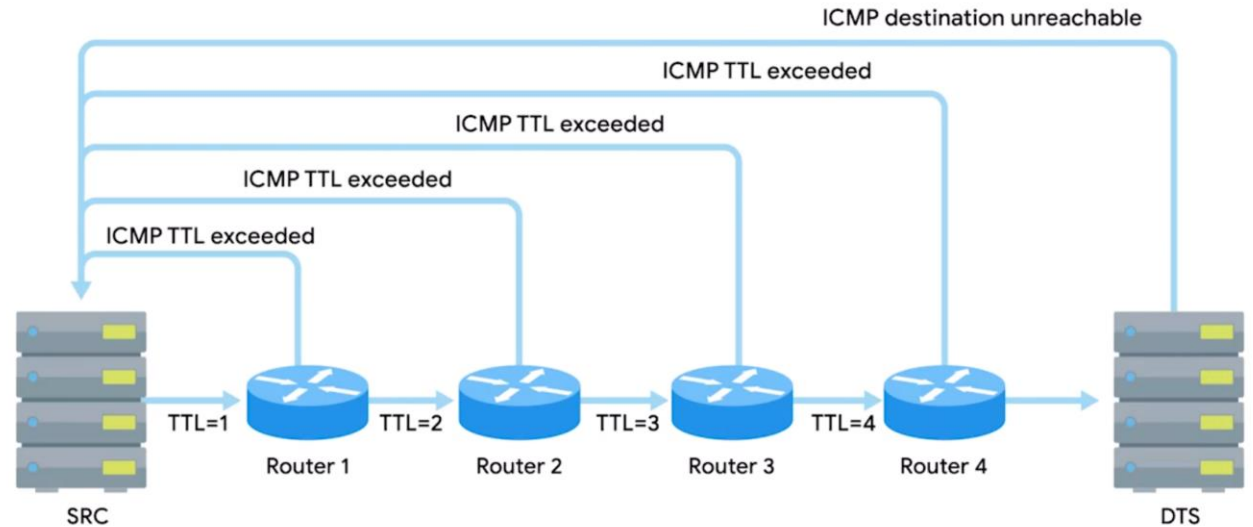 ICMP destination unreachable
ICMP TTL exceeded
ICMP TTL exceeded
ICMP TTL exceeded
ICMP TTL exceeded
TTL=1
TTL=2
TTL=3
TTL=4
Router 1
Router 2
Router 3
Router 4
SRC
DTS